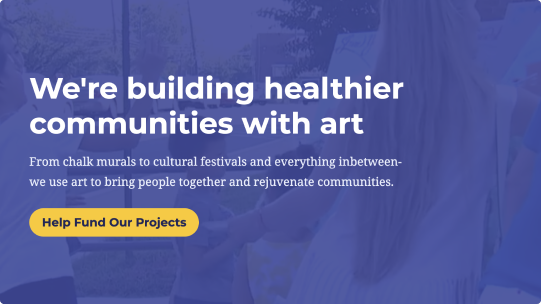 We're building healthier
communities with art
From chalk murals to cultural festivals and everything inbetween-
we use art to bring people together and rejuvenate communities.
Help Fund Our Projects